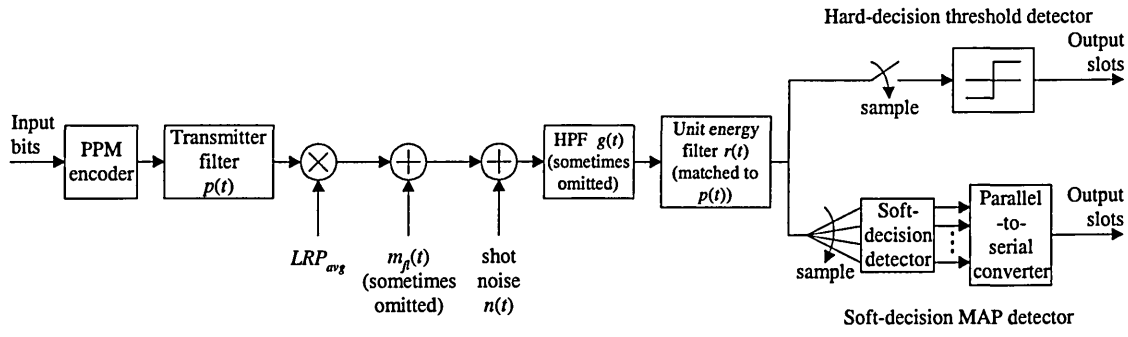 Hard-decision threshold detector
Output
slots
sample
Input
bits
PPM
encoder
Transmitter
filter
p(t)
LRP_avg
m_fl(t)
(sometimes
omitted)
shot
noise
n(t)
HPF g(t)
(sometimes
omitted)
Unit energy
filter r(t)
(matched to
p(t))
sample
Soft-
decision
detector
Parallel
-to-
serial
converter
Output
slots
Soft-decision MAP detector